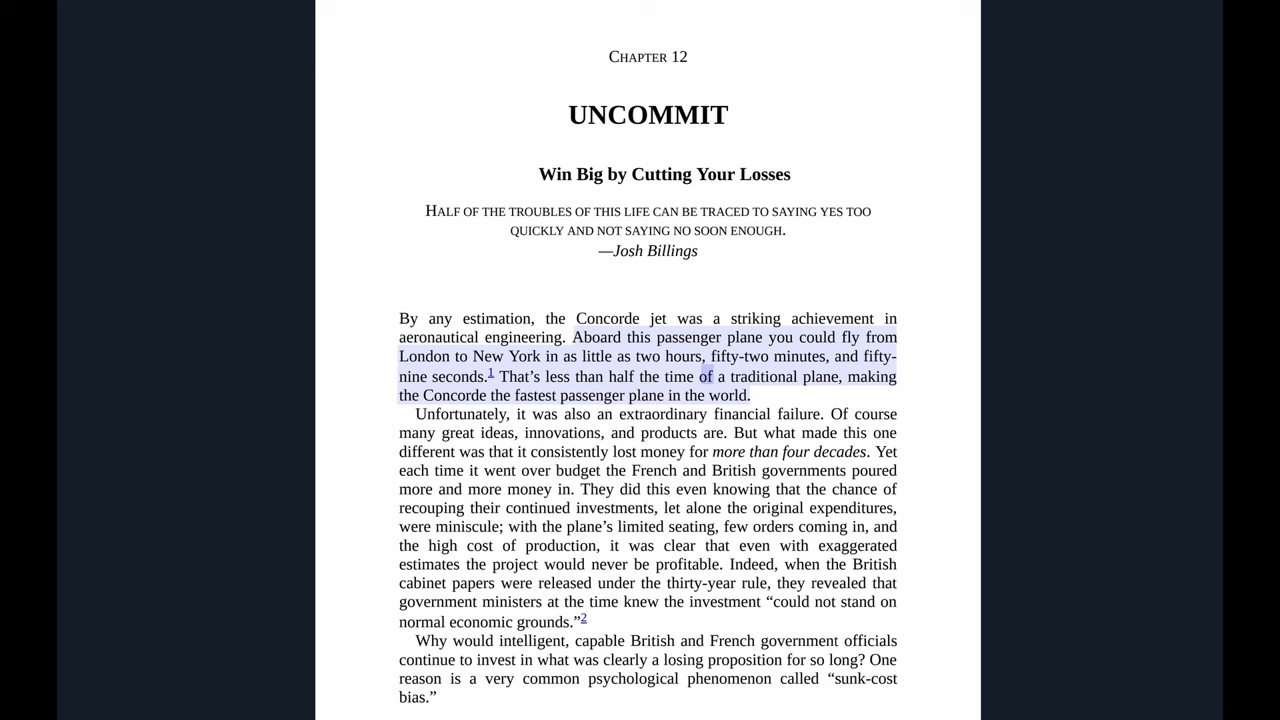 CHAPTER 12
UNCOMMIT
Win Big by Cutting Your Losses
HALF OF THE TROUBLES OF THIS LIFE CAN BE TRACED TO SAYING YES TOO
QUICKLY AND NOT SAYING NO SOON ENOUGH.
—Josh Billings
By any estimation, the Concorde jet was a striking achievement in
aeronautical engineering. Aboard this passenger plane you could fly from
London to New York in as little as two hours, fifty-two minutes, and fifty-
nine seconds.1 That’s less than half the time of a traditional plane, making
the Concorde the fastest passenger plane in the world.
Unfortunately, it was also an extraordinary financial failure. Of course
many great ideas, innovations, and products are. But what made this one
different was that it consistently lost money for more than four decades. Yet
each time it went over budget the French and British governments poured
more and more money in. They did this even knowing that the chance of
recouping their continued investments, let alone the original expenditures,
were miniscule; with the plane’s limited seating, few orders coming in, and
the high cost of production, it was clear that even with exaggerated
estimates the project would never be profitable. Indeed, when the British
cabinet papers were released under the thirty-year rule, they revealed that
government ministers at the time knew the investment “could not stand on
normal economic grounds.”2
Why would intelligent, capable British and French government officials
continue to invest in what was clearly a losing proposition for so long? One
reason is a very common psychological phenomenon called “sunk-cost
bias.”